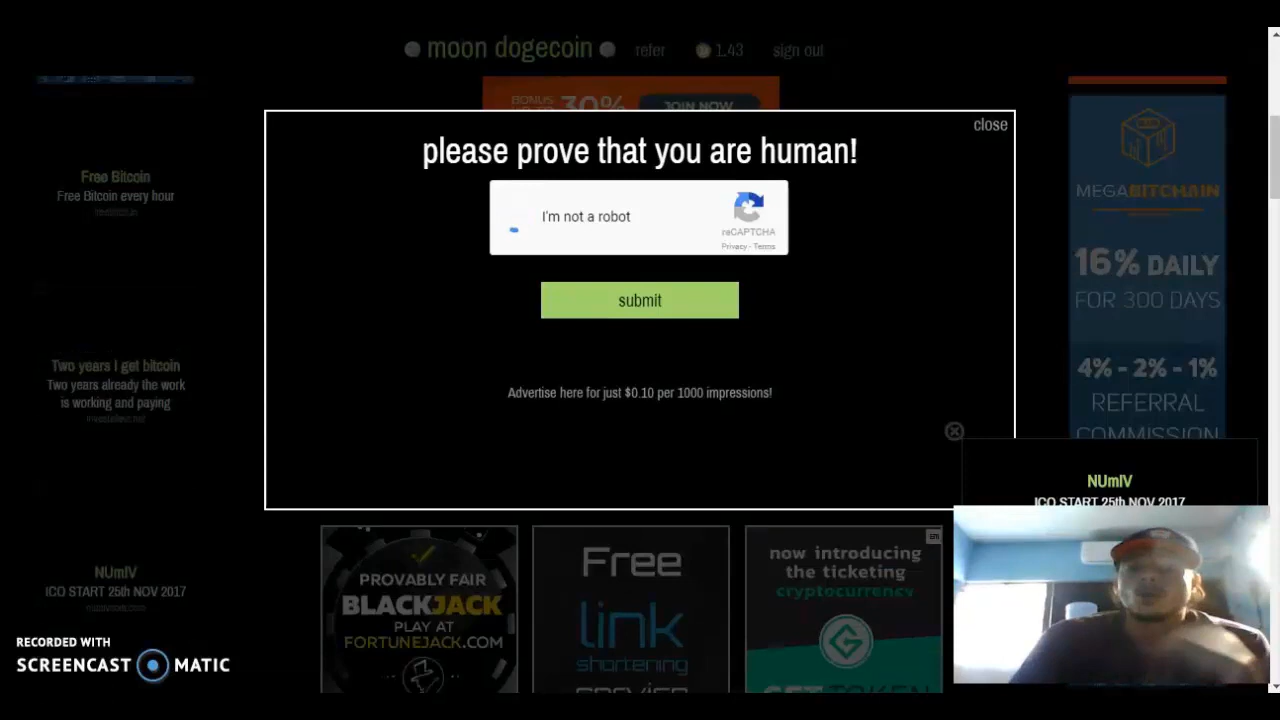 moon dogecoin
refer
1.43
sign out
BONUS
30%
JOIN NOW
close
please prove that you are human!
I'm not a robot
reCAPTCHA
Privacy - Terms
submit
Advertise here for just $0.10 per 1000 impressions!
Free Bitcoin
Free Bitcoin every hour
Two years I get bitcoin
Two years already the work
is working and paying
NUmIV
ICO START 25th NOV 2017
MEGABITCHAIN
16% DAILY
FOR 300 DAYS
4% - 2% - 1%
REFERRAL
COMMISSION
NUmIV
ICO START 25th NOV 2017
PROVABLY FAIR
BLACKJACK
PLAY AT
FORTUNEJACK.COM
Free
link
shortening
service
now introducing
the ticketing
cryptocurrency
GET TOKEN
RECORDED WITH
SCREENCAST MATIC